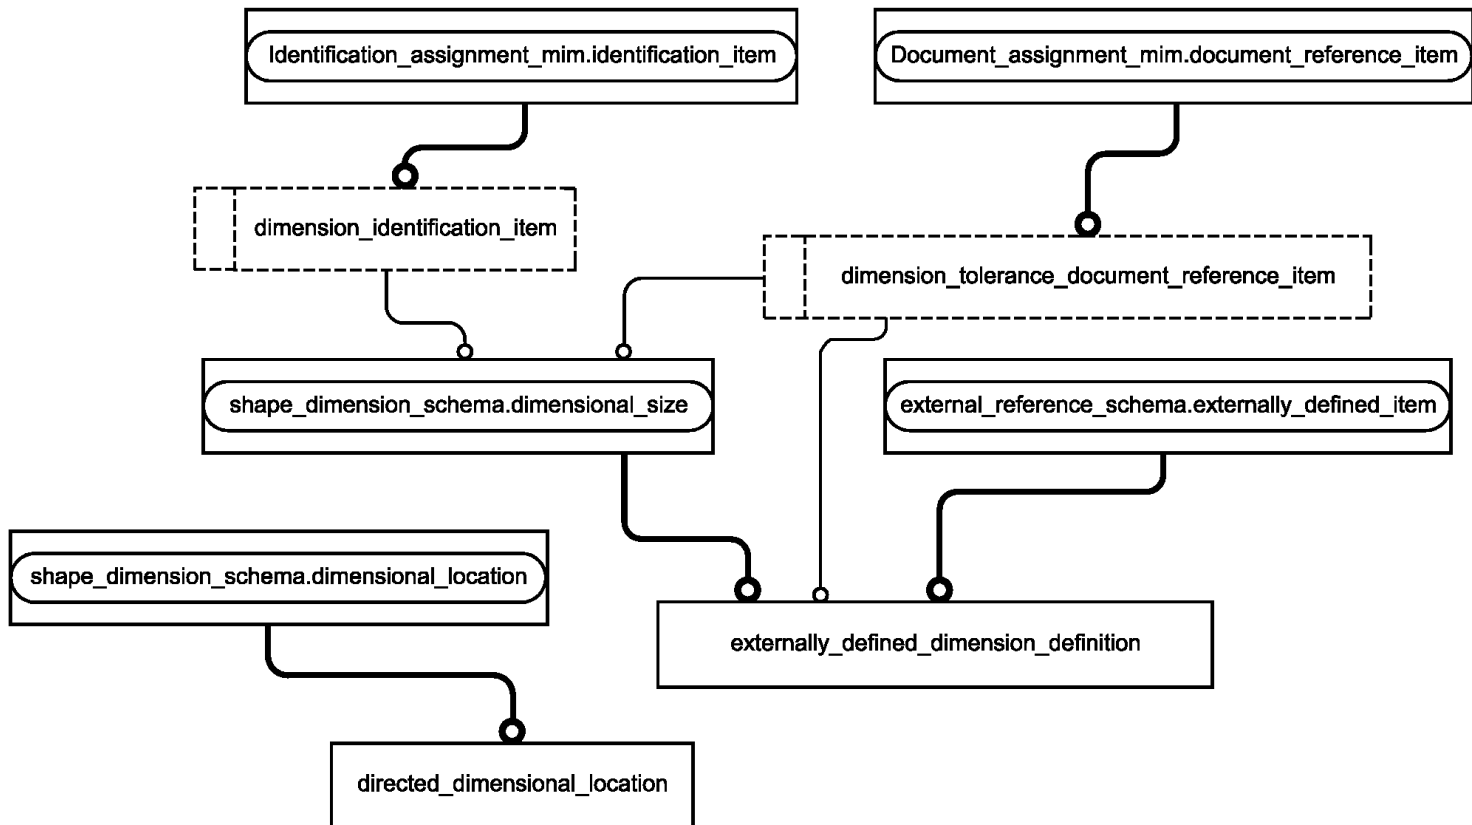 Identification_assignment_mim.identification_item
Document_assignment_mim.document_reference_item
dimension_identification_item
dimension_tolerance_document_reference_item
shape_dimension_schema.dimensional_size
external_reference_schema.externally_defined_item
shape_dimension_schema.dimensional_location
externally_defined_dimension_definition
directed_dimensional_location